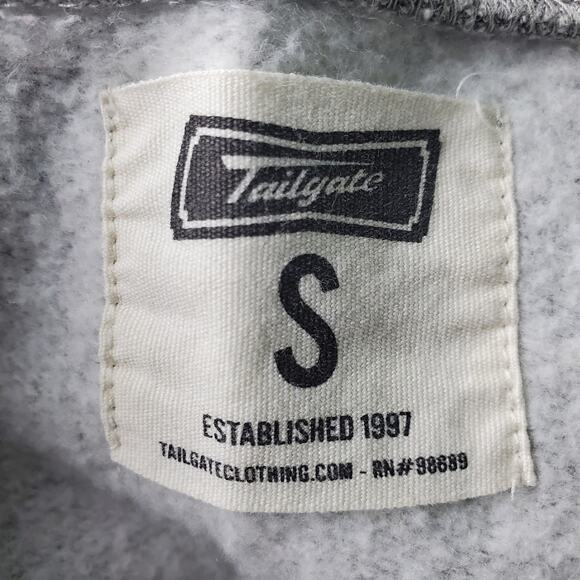 Tailgate
S
ESTABLISHED 1997
TAILGATECLOTHING.COM - RN# 98689